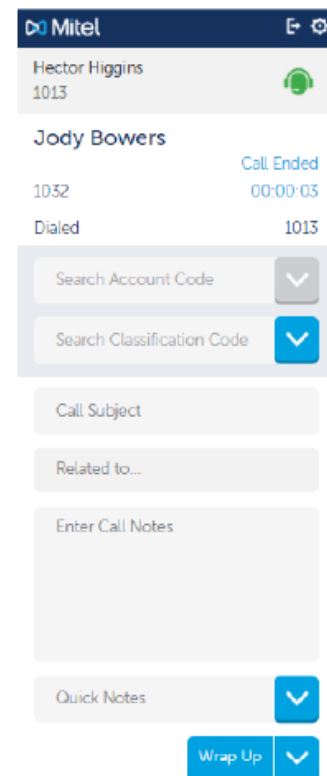 Mitel
Hector Higgins
1013
Jody Bowers
Call Ended
1032 00:00:03
Dialed 1013
Search Account Code
Search Classification Code
Call Subject
Related to...
Enter Call Notes
Quick Notes
Wrap Up